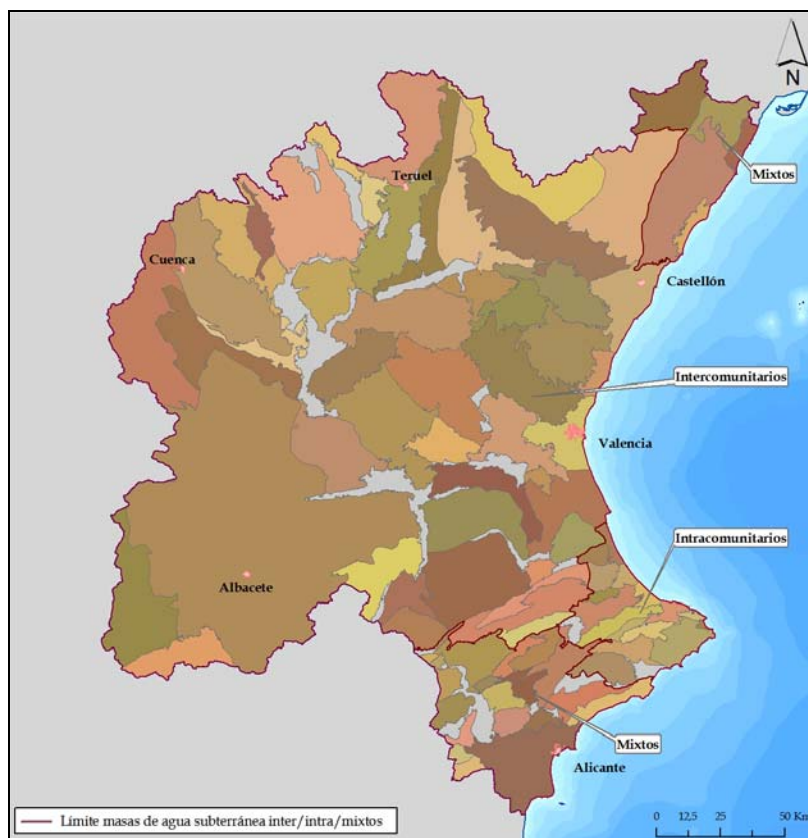 N
Mixtos
Teruel
Cuenca
Castellón
Intercomunitarios
Valencia
Intracomunitarios
Albacete
Mixtos
Alicante
Límite masas de agua subterránea inter/intra/mixtos
0 12,5 25 50 Km